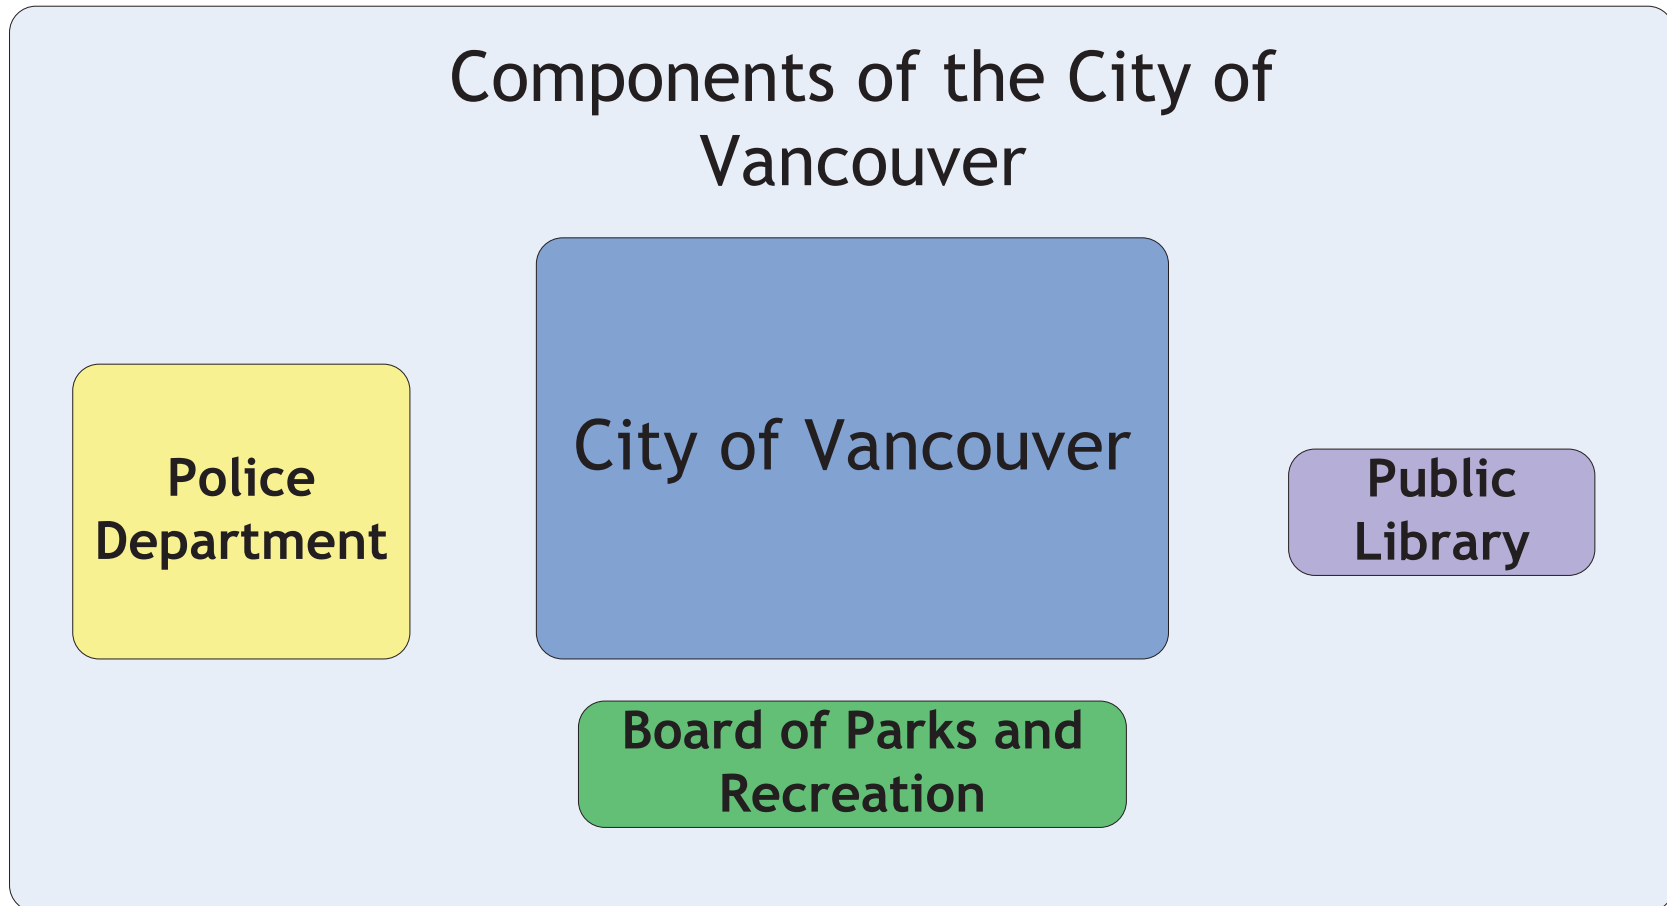 Components of the City of
Vancouver
City of Vancouver
Police
Department
Public
Library
Board of Parks and
Recreation